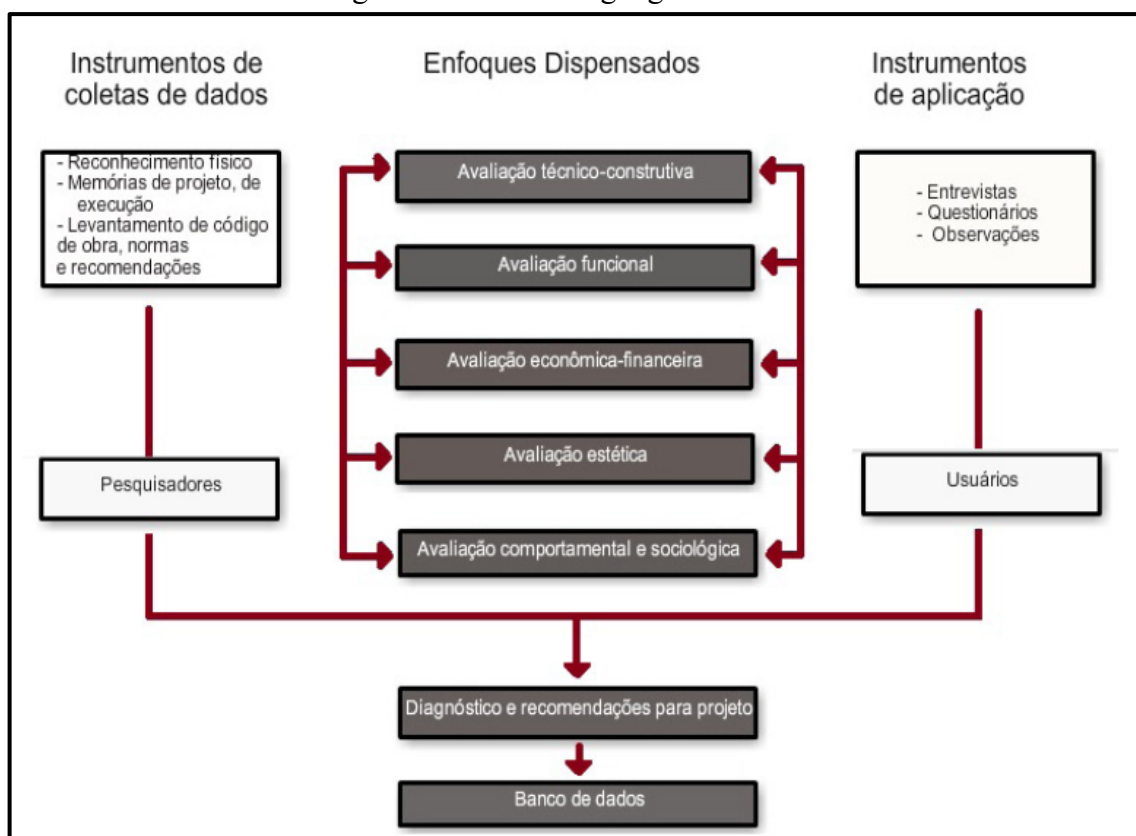 Instrumentos de
coletas de dados
- Reconhecimento físico
- Memórias de projeto, de
execução
- Levantamento de código
de obra, normas
e recomendações
Pesquisadores
Enfoques Dispensados
Avaliação técnico-construtiva
Avaliação funcional
Avaliação econômica-financeira
Avaliação estética
Avaliação comportamental e sociológica
Instrumentos
de aplicação
- Entrevistas
- Questionários
- Observações
Usuários
Diagnóstico e recomendações para projeto
Banco de dados